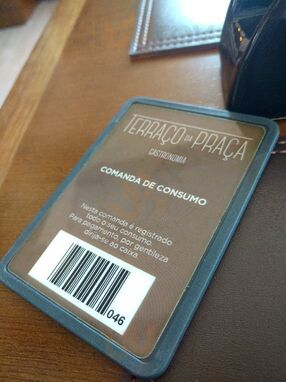 TERRAÇO DA PRAÇA
GASTRONOMIA
COMANDA DE CONSUMO
Nesta comanda é registrado
todo o seu consumo.
Para pagamento, por gentileza
dirija-se ao caixa.
046